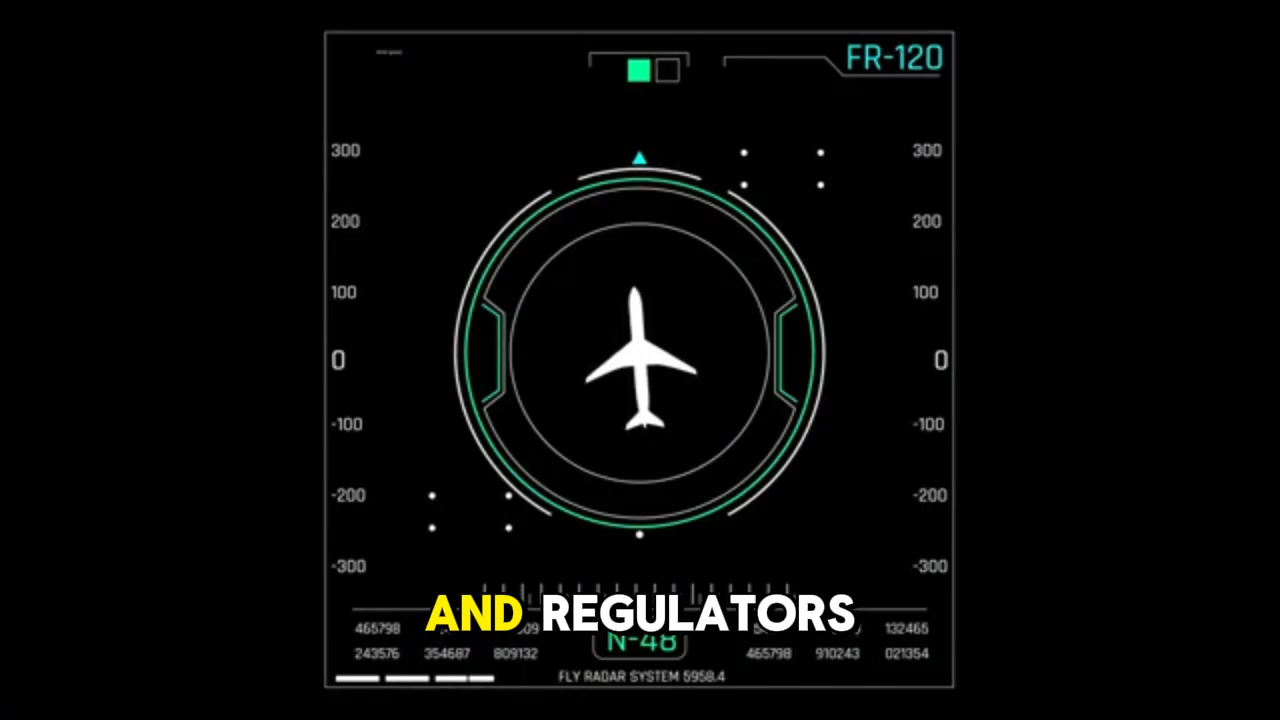 FR-120
300 300
200 200
100 100
0 0
-100 -100
-200 -200
-300 -300
AND REGULATORS
465798 132465
N-48
243576 354687 809132 465798 910243 021354
FLY RADAR SYSTEM 5958.4